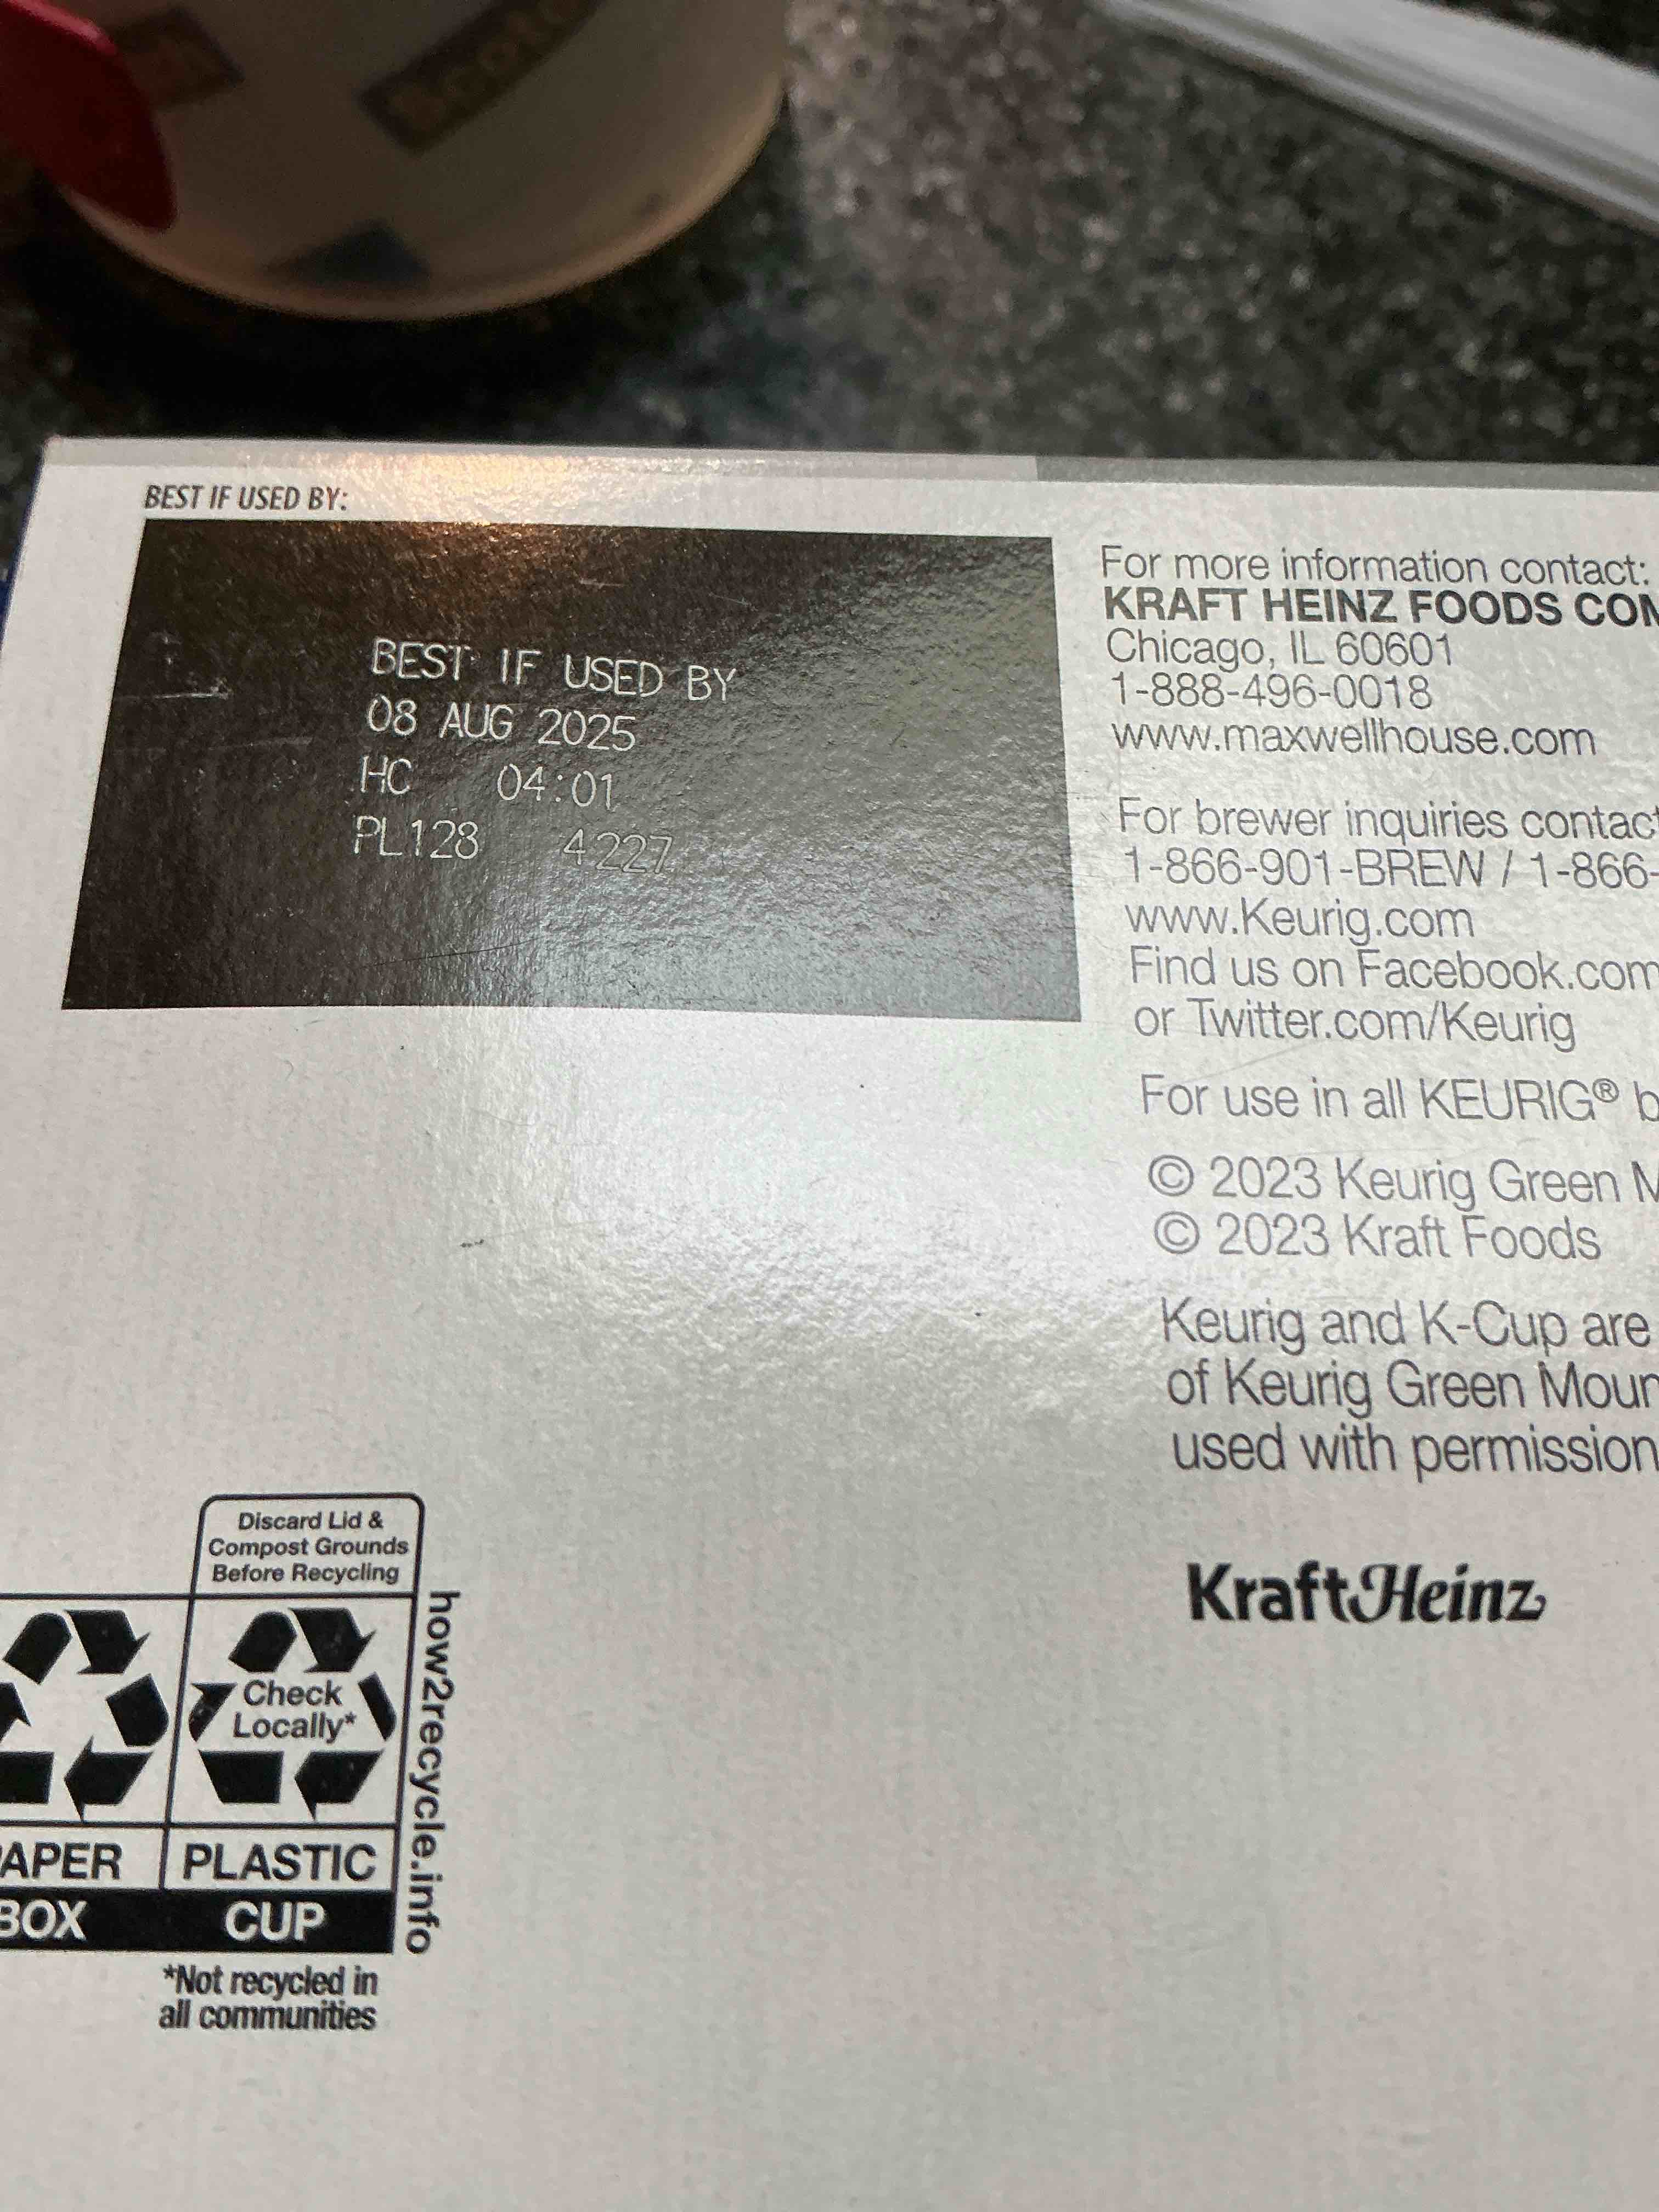 BEST IF USED BY:
BEST IF USED BY
08 AUG 2025
HC 04:01
PL128 4227
For more information contact:
KRAFT HEINZ FOODS
Chicago, IL 60601
1-888-496-0018
www.maxwellhouse.com
For brewer inquiries contact
1-866-901-BREW / 1-866-
www.Keurig.com
Find us on Facebook.com
or Twitter.com/Keurig
For use in all KEURIG®
© 2023 Keurig Green
© 2023 Kraft Foods
Keurig and K-Cup are
of Keurig Green
used with permission
KraftHeinz
Discard Lid &
Compost Grounds
Before Recycling
Check
Locally*
PLASTIC
BOX CUP
how2recycle.info
*Not recycled in
all communities